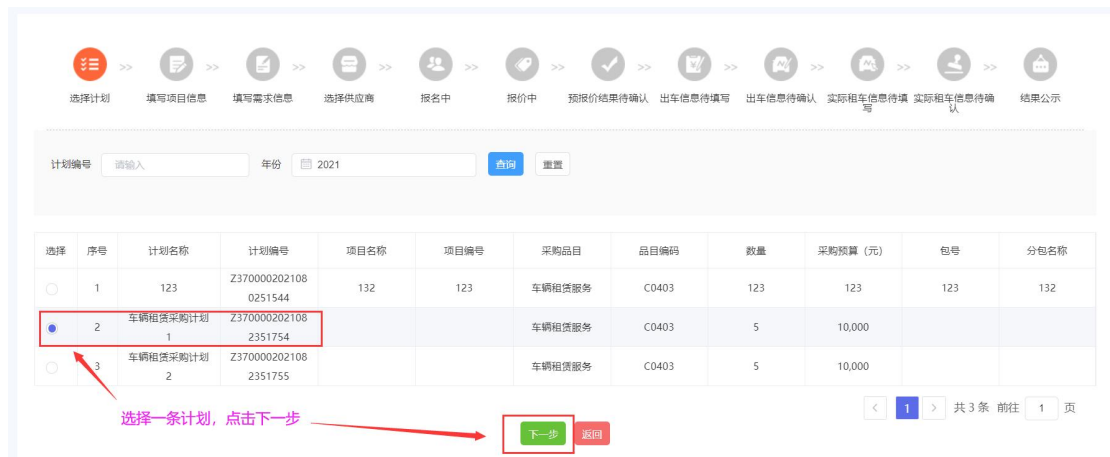 >> >> >> >> >> >> >> >> >> >> >>
选择计划 填写项目信息 填写需求信息 选择供应商 报名中 报价中 预报价结果待确认 出车信息待填写 出车信息待确认 实际租车信息待填 实际租车信息待确 结果公示
写 认
计划编号 请输入 年份 2021 查询 重置
选择 序号 计划名称 计划编号 项目名称 项目编号 采购品目 品目编码 数量 采购预算（元） 包号 分包名称
1 123 Z370000202108 132 123 车辆租赁服务 C0403 123 123 123 132
0251544
2 车辆租赁采购计划 Z370000202108 车辆租赁服务 C0403 5 10,000
1 2351754
3 车辆租赁采购计划 Z370000202108 车辆租赁服务 C0403 5 10,000
2 2351755
< 1 > 共 3 条 前往 1 页
选择一条计划，点击下一步
下一步 返回